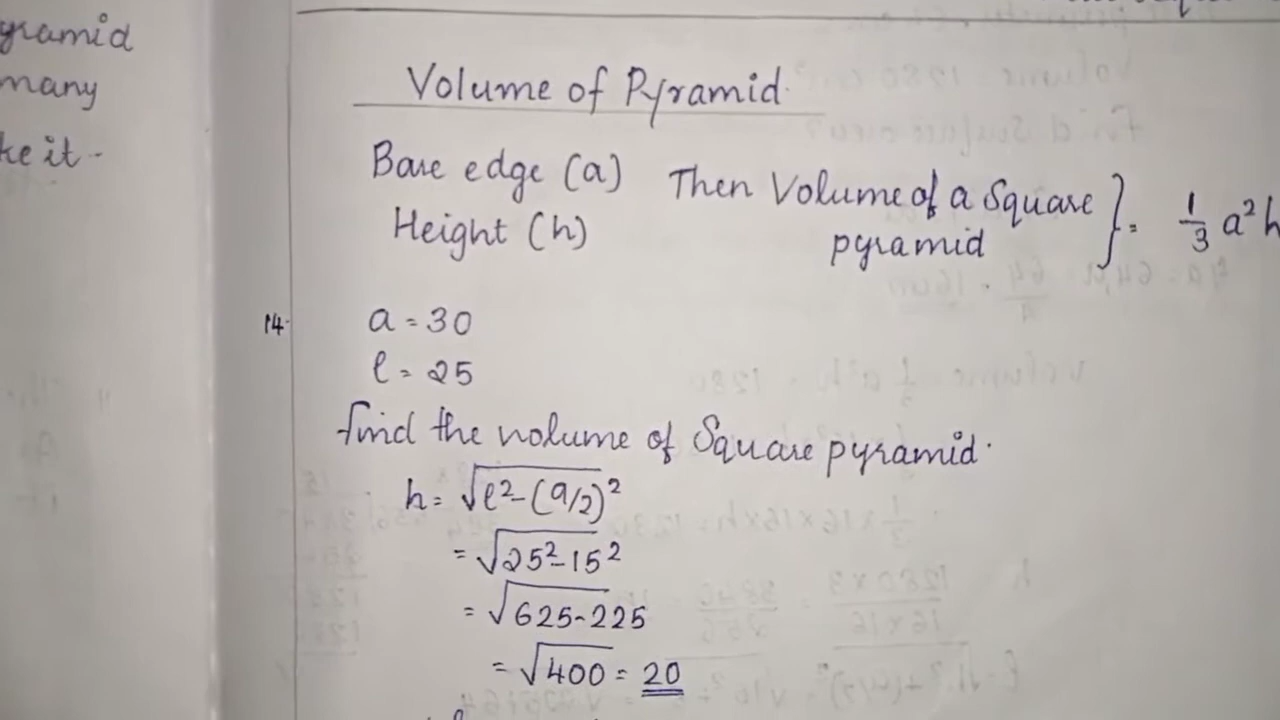 yramid
many
ke it -
Volume of Pyramid.
Base edge (a)
Height (h)
Then Volume of a Square pyramid } = 1/3 a²h
14. a = 30
l = 25
find the volume of Square pyramid.
h = √l²-(a/2)²
= √25²-15²
= √625-225
= √400 = 20